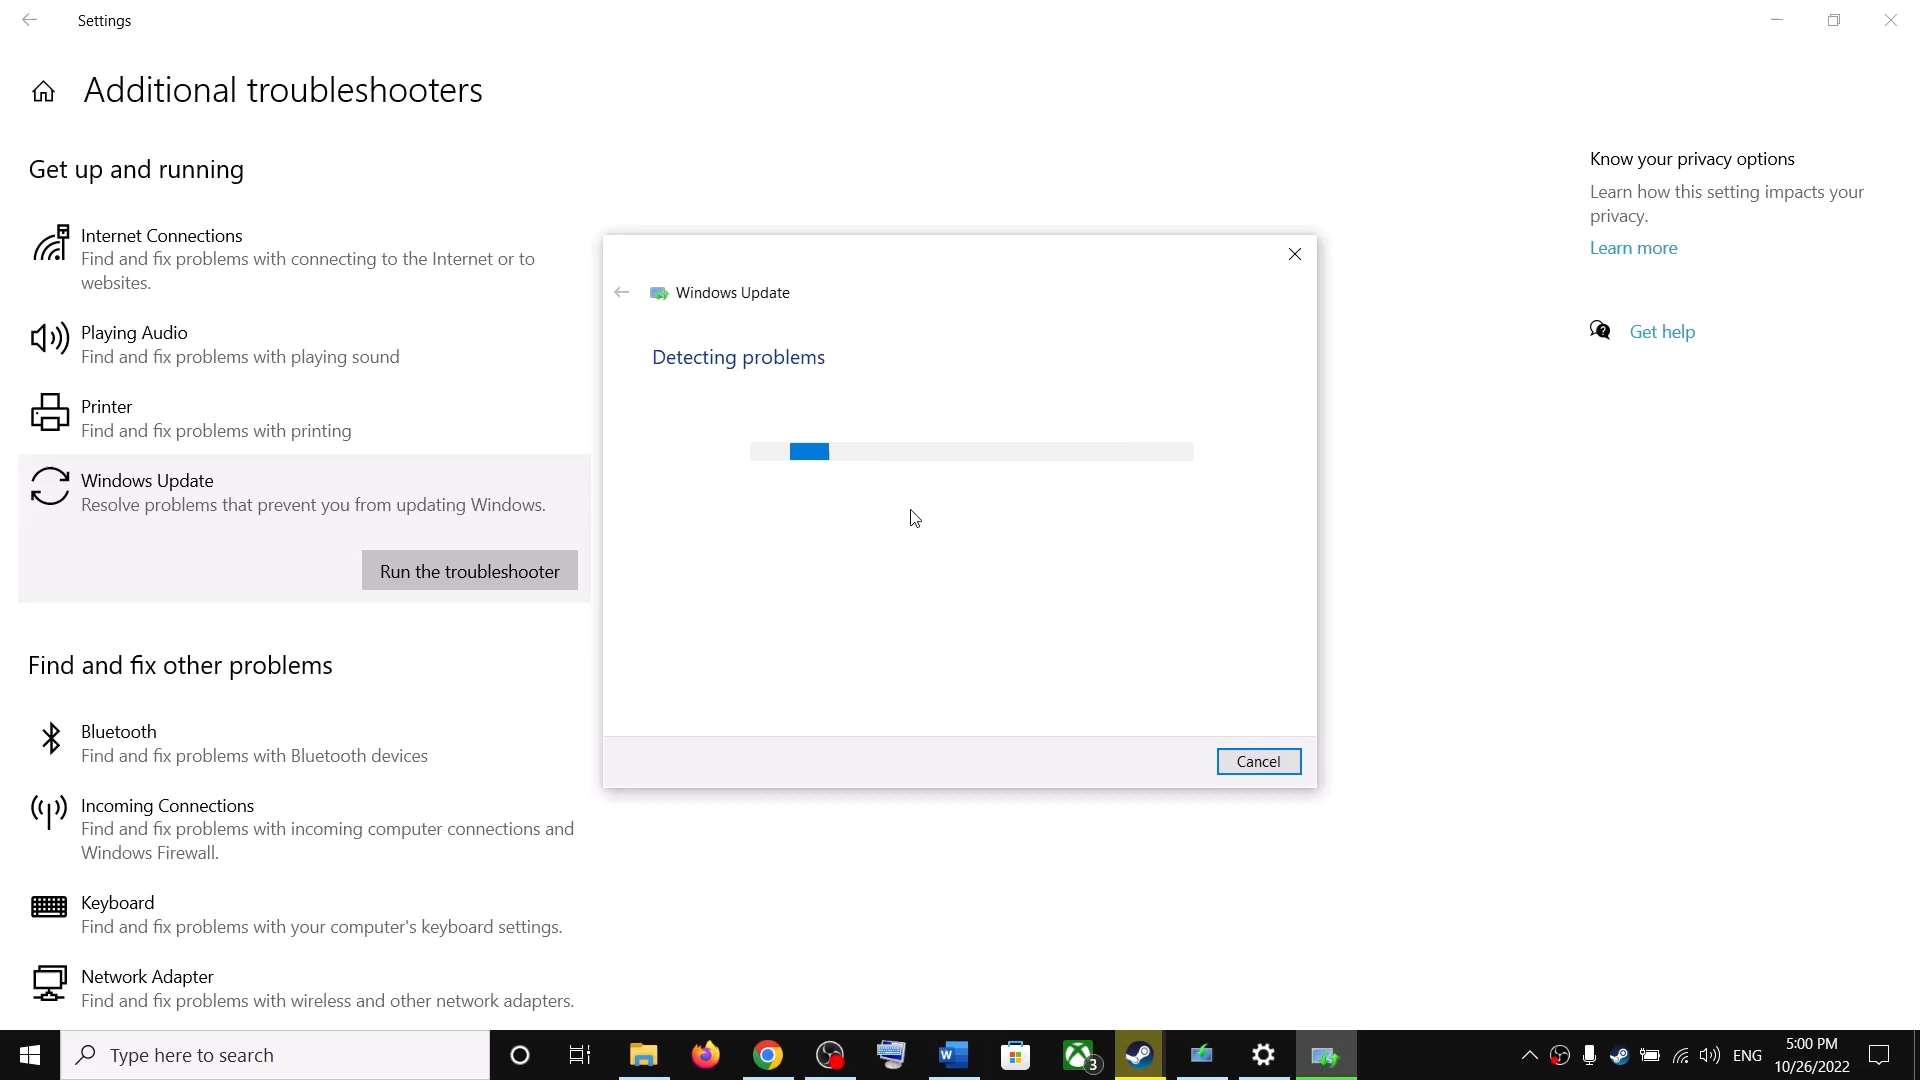 Settings
Additional troubleshooters
Get up and running
Internet Connections
Find and fix problems with connecting to the Internet or to
websites.
Playing Audio
Find and fix problems with playing sound
Printer
Find and fix problems with printing
Windows Update
Resolve problems that prevent you from updating Windows.
Run the troubleshooter
Find and fix other problems
Bluetooth
Find and fix problems with Bluetooth devices
Incoming Connections
Find and fix problems with incoming computer connections and
Windows Firewall.
Keyboard
Find and fix problems with your computer's keyboard settings.
Network Adapter
Find and fix problems with wireless and other network adapters.
Windows Update
Detecting problems
Cancel
Know your privacy options
Learn how this setting impacts your
privacy.
Learn more
Get help
Type here to search
W
3
ENG
5:00 PM
10/26/2022